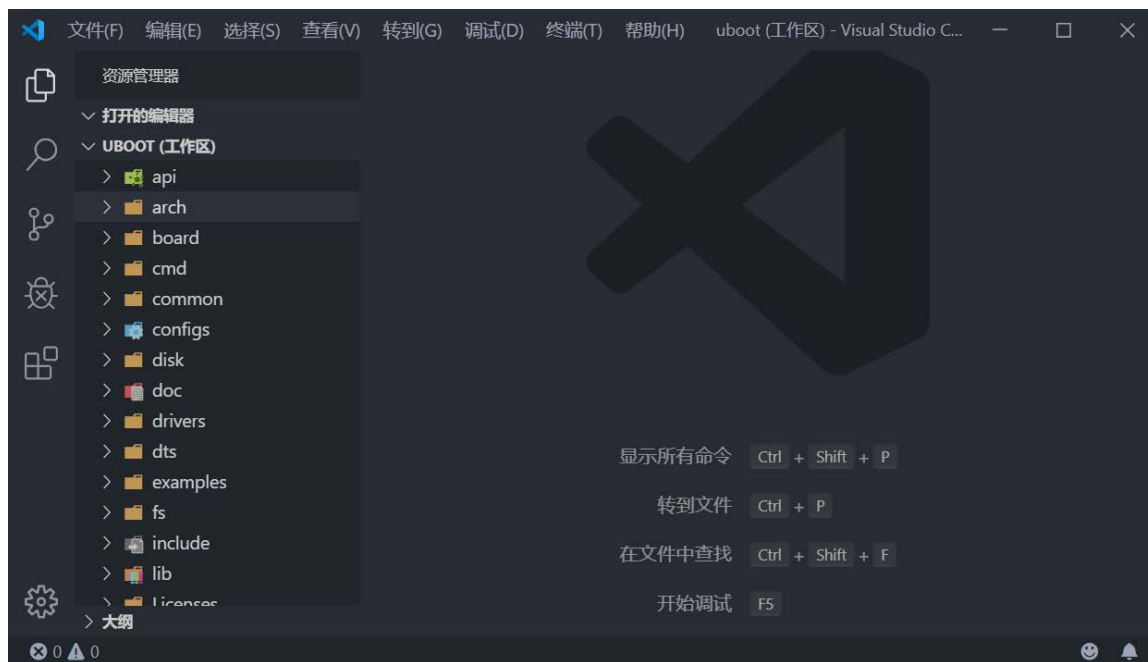 文件(F) 编辑(E) 选择(S) 查看(V) 转到(G) 调试(D) 终端(T) 帮助(H) uboot (工作区) - Visual Studio C...
资源管理器
打开的编辑器
UBOOT (工作区)
api
arch
board
cmd
common
configs
disk
doc
drivers
dts
examples
fs
include
lib
Licenses
大纲
显示所有命令 Ctrl + Shift + P
转到文件 Ctrl + P
在文件中查找 Ctrl + Shift + F
开始调试 F5
0 0